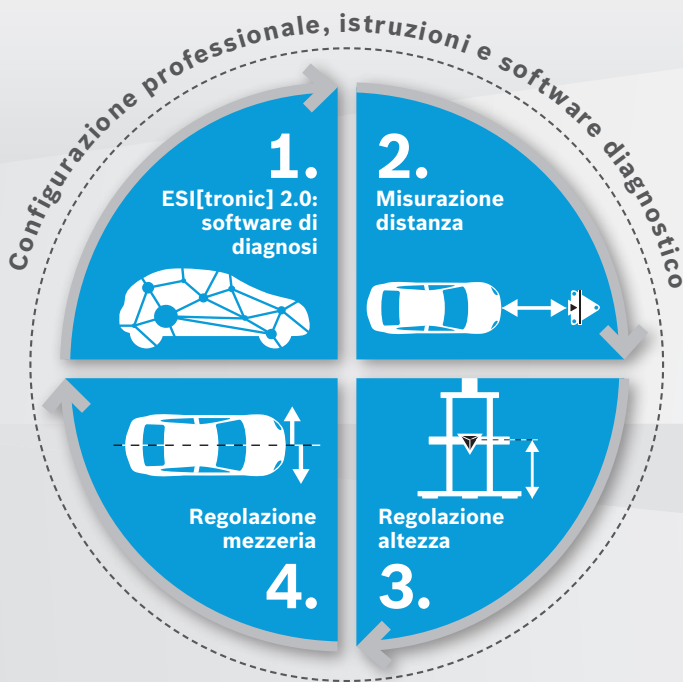 Configurazione professionale, istruzioni e software diagnostico
1.
ESI[tronic] 2.0:
software di
diagnosi
2.
Misurazione
distanza
Regolazione
altezza
3.
Regolazione
mezzeria
4.